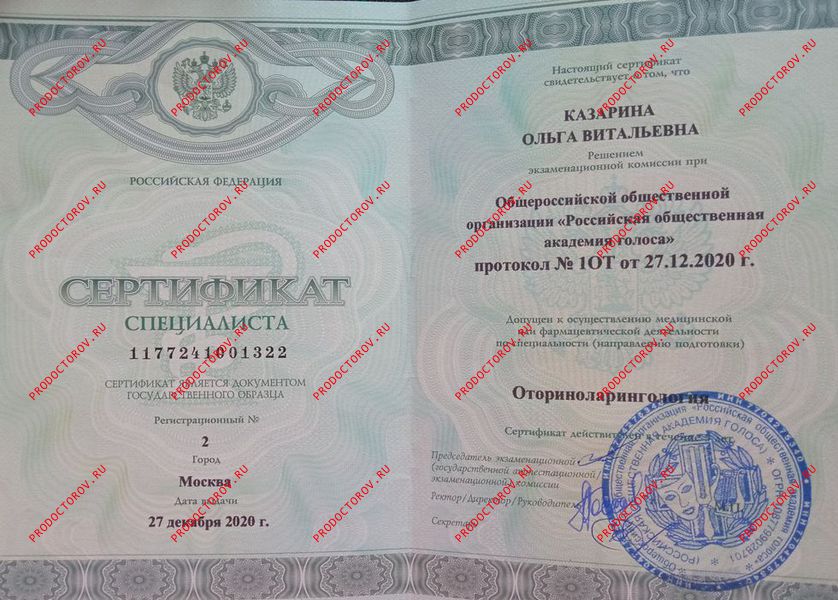 РОССИЙСКАЯ ФЕДЕРАЦИЯ
СЕРТИФИКАТ
СПЕЦИАЛИСТА
1177241001322
СЕРТИФИКАТ ЯВЛЯЕТСЯ ДОКУМЕНТОМ
ГОСУДАРСТВЕННОГО ОБРАЗЦА
Регистрационный №
2
Город
Москва
Дата выдачи
27 декабря 2020 г.
Настоящий сертификат
свидетельствует о том, что
КАЗАРИНА
ОЛЬГА ВИТАЛЬЕВНА
Решением
экзаменационной комиссии при
Общероссийской общественной
организации «Российская общественная
академия голоса»
протокол № 1ОТ от 27.12.2020 г.
Допущен к осуществлению медицинской
или фармацевтической деятельности
по специальности (направлению подготовки)
Оториноларингология
Сертификат действителен в течение лет
Председатель экзаменационной
(государственной аттестационной)
экзаменационной комиссии
Ректор/Директор/Руководитель
Секретарь
М.П.
PRODOCTOROV.RU